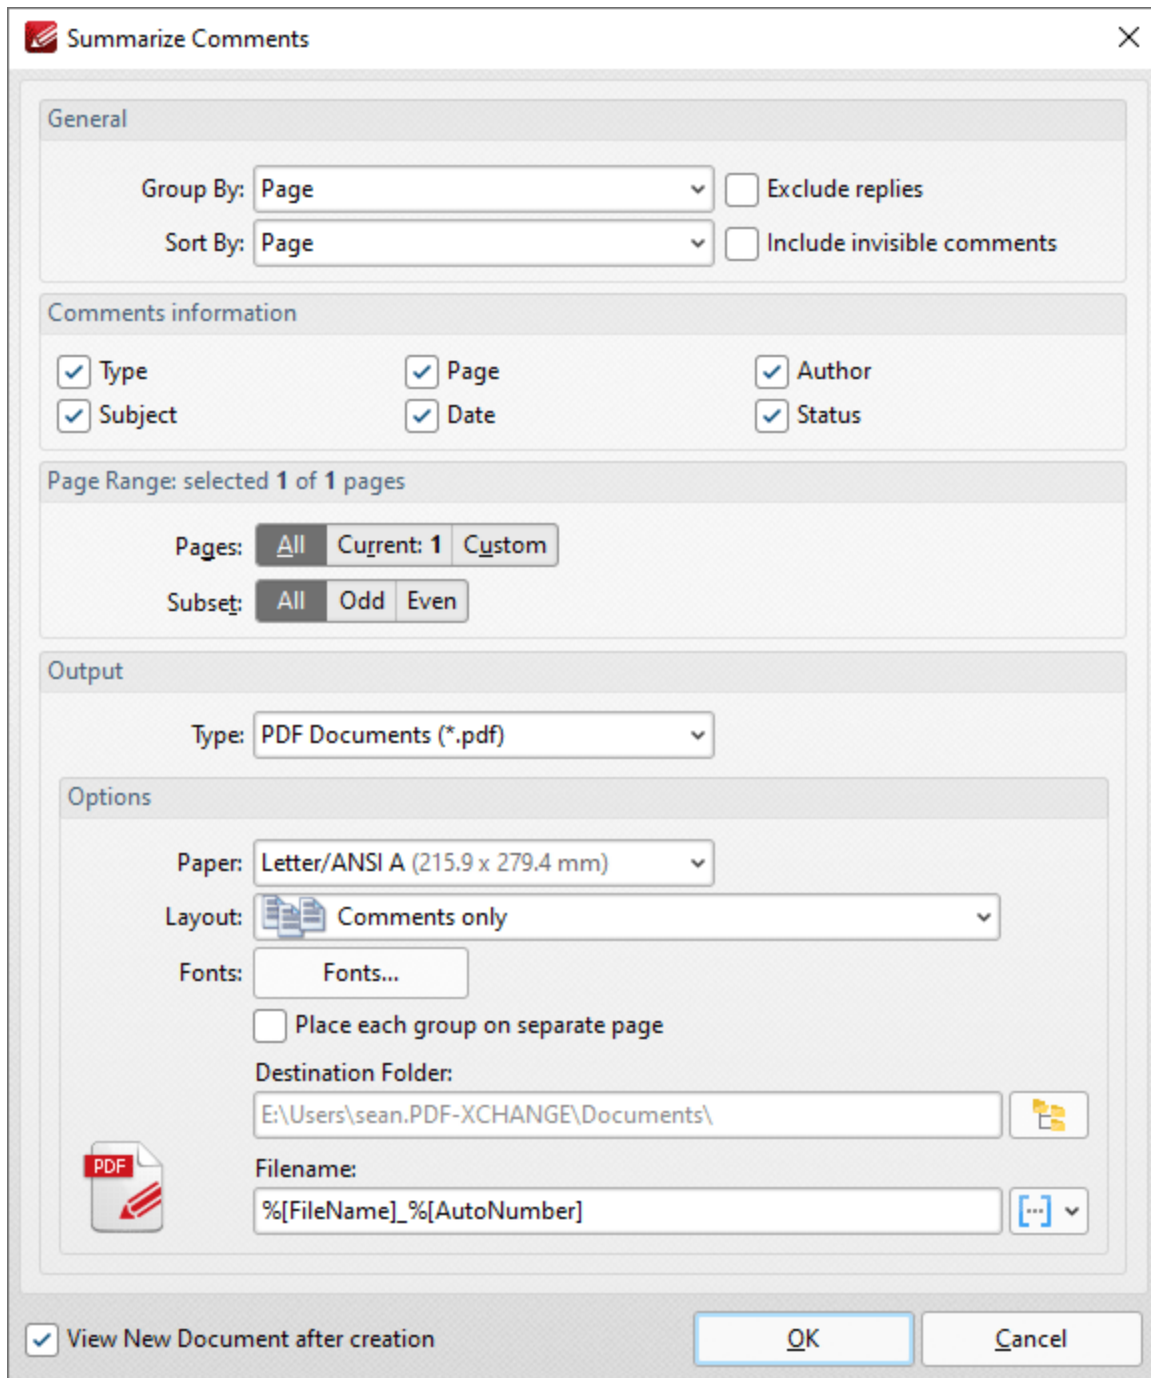 Summarize Comments
General
Group By: Page Exclude replies
Sort By: Page Include invisible comments
Comments information
Type Page Author
Subject Date Status
Page Range: selected 1 of 1 pages
Pages: All Current: 1 Custom
Subset: All Odd Even
Output
Type: PDF Documents (*.pdf)
Options
Paper: Letter/ANSI A (215.9 x 279.4 mm)
Layout: Comments only
Fonts: Fonts...
Place each group on separate page
Destination Folder:
E:\Users\sean.PDF-XCHANGE\Documents\
PDF
Filename:
%[FileName]_%[AutoNumber]
View New Document after creation OK Cancel